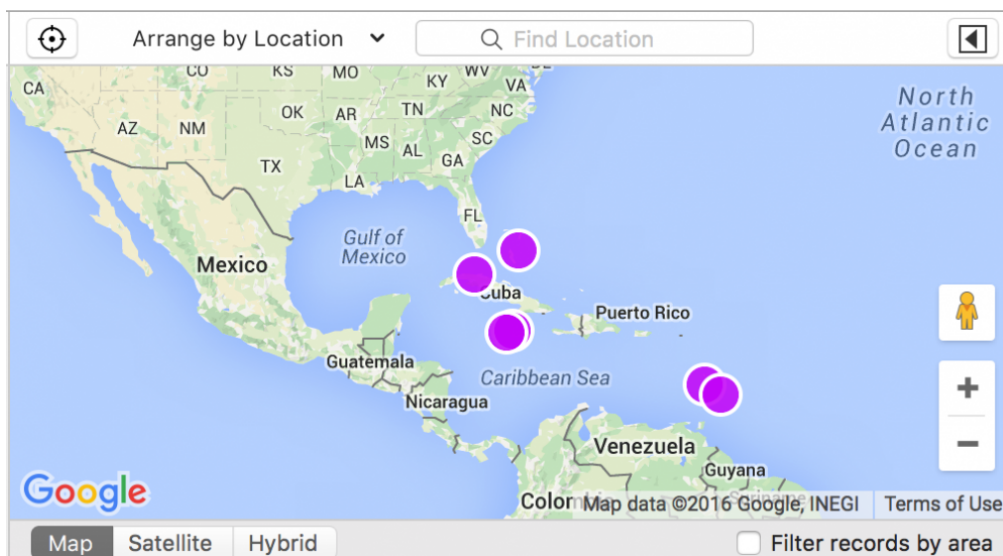 Arrange by Location
Find Location
CO
KS
MO
WV
CA
KY
VA
OK
AR
TN
NC
AZ
NM
MS
AL
SC
TX
GA
LA
FL
North
Atlantic
Ocean
Gulf of
Mexico
Mexico
Cuba
Puerto Rico
Guatemala
Caribbean Sea
Nicaragua
Venezuela
Guyana
Google
Map data ©2016 Google, INEGI
Terms of Use
Map
Satellite
Hybrid
Filter records by area